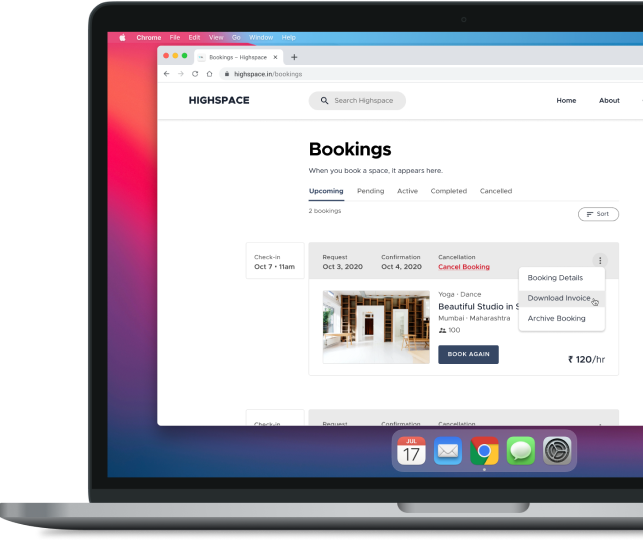 Chrome File Edit View Go Window Help
Bookings – Highspace
highspace.in/bookings
HIGHSPACE
Search Highspace
Home
About
Bookings
When you book a space, it appears here.
Upcoming Pending Active Completed Cancelled
2 bookings
Sort
Check-in
Oct 7 · 11am
Request
Oct 3, 2020
Confirmation
Oct 4, 2020
Cancellation
Cancel Booking
Booking Details
Download Invoice
Archive Booking
Yoga · Dance
Beautiful Studio in S
Mumbai · Maharashtra
100
BOOK AGAIN
₹ 120/hr
Check-in
Request
Confirmation
Cancellation
JUL
17